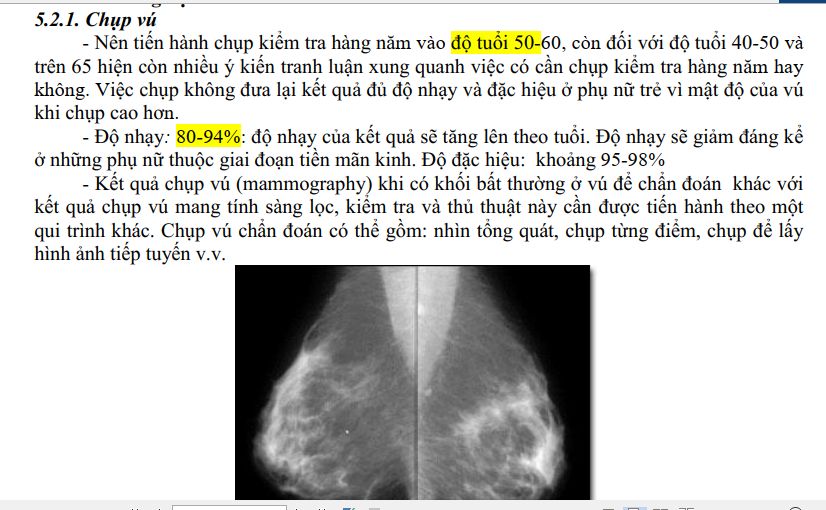 5.2.1. Chụp vú
- Nên tiến hành chụp kiểm tra hàng năm vào độ tuổi 50-60, còn đối với độ tuổi 40-50 và
trên 65 hiện còn nhiều ý kiến tranh luận xung quanh việc có cần chụp kiểm tra hàng năm hay
không. Việc chụp không đưa lại kết quả đủ độ nhạy và đặc hiệu ở phụ nữ trẻ vì mật độ của vú
khi chụp cao hơn.
- Độ nhạy: 80-94%: độ nhạy của kết quả sẽ tăng lên theo tuổi. Độ nhạy sẽ giảm đáng kể
ở những phụ nữ thuộc giai đoạn tiền mãn kinh. Độ đặc hiệu: khoảng 95-98%
- Kết quả chụp vú (mammography) khi có khối bất thường ở vú để chẩn đoán khác với
kết quả chụp vú mang tính sàng lọc, kiểm tra và thủ thuật này cần được tiến hành theo một
qui trình khác. Chụp vú chẩn đoán có thể gồm: nhìn tổng quát, chụp từng điểm, chụp để lấy
hình ảnh tiếp tuyến v.v.